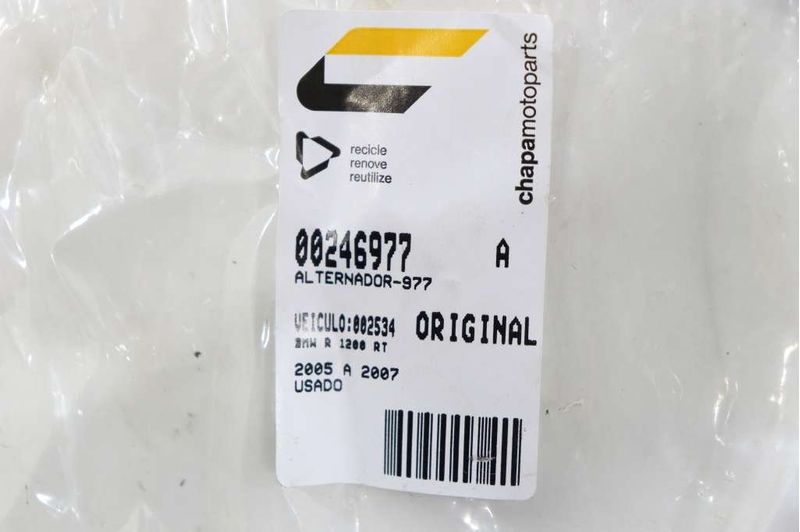 chapamotoparts
recicle
renove
reutilize
00246977 A
ALTERNADOR-977
VEICULO:002534 ORIGINAL
BMW R 1200 RT
2005 A 2007
USADO